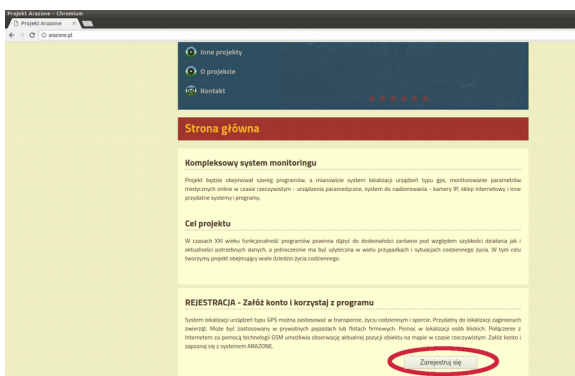 Projekt Arazone – Chromium
Projekt Arazone
arazone.pl
Inne projekty
O projekcie
Kontakt
Strona główna
Kompleksowy system monitoringu
Projekt będzie obejmował szereg programów, a mianowicie system lokalizacji urządzeń typu gps, monitorowanie parametrów
medycznych online w czasie rzeczywistym – urządzenia paramedyczne, system do nadzorowania - kamery IP, sklep internetowy i inne
przydatne systemy i programy.
Cel projektu
W czasach XXI wieku funkcjonalność programów powinna dążyć do doskonałości zarówno pod względem szybkości działania jak i
aktualności potrzebnych danych, a jednoczesnie ma być użyteczna w wielu przypadkach i sytuacjach codziennego życia. W tym celu
tworzymy projekt obejmujący wiele dziedzin życia codziennego.
REJESTRACJA - Załóż konto i korzystaj z programu
System lokalizacji urządzeń typu GPS można zastosować w transporcie, życiu codziennym i sporcie. Przydatny do lokalizacji zaginionych
zwierząt. Może być zastosowany w prywatnych pojazdach lub flotach firmowych. Pomoc w lokalizacji osób bliskich. Połączenie z
Internetem za pomocą technologii GSM umożliwia obserwację aktualnej pozycji obiektu na mapie w czasie rzeczywistym. Załóż konto i
zapoznaj się z systemem ARAZONE.
Zarejestruj się